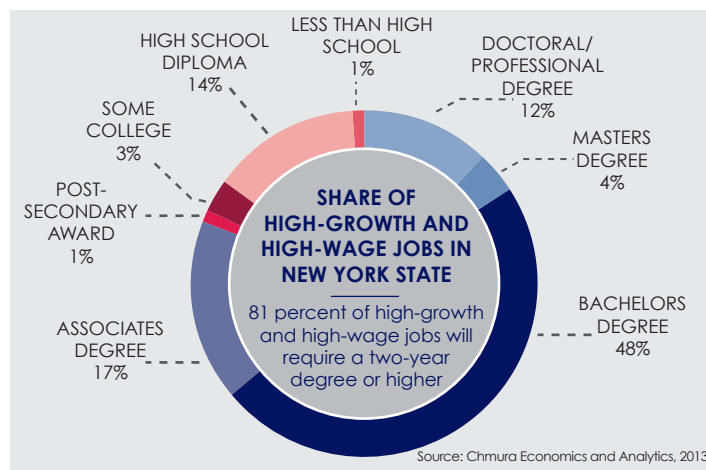 LESS THAN HIGH
SCHOOL
1%
HIGH SCHOOL
DIPLOMA
14%
DOCTORAL/
PROFESSIONAL
DEGREE
12%
SOME
COLLEGE
3%
MASTERS
DEGREE
4%
POST-
SECONDARY
AWARD
1%
SHARE OF
HIGH-GROWTH AND
HIGH-WAGE JOBS IN
NEW YORK STATE
81 percent of high-growth
and high-wage jobs will
require a two-year
degree or higher
ASSOCIATES
DEGREE
17%
BACHELORS
DEGREE
48%
Source: Chmura Economics and Analytics, 2013